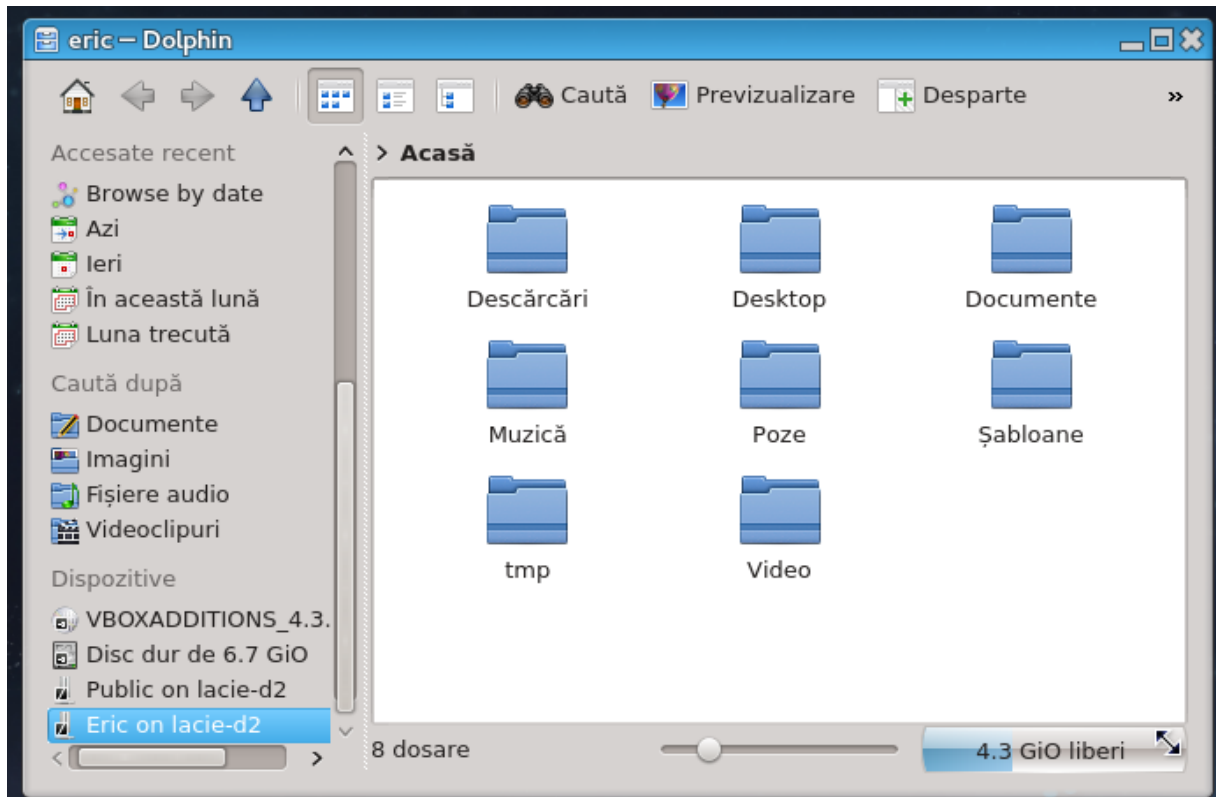 eric – Dolphin
Caută Previzualizare Desparte »
Accesate recent
Browse by date
Azi
Ieri
În această lună
Luna trecută
Caută după
Documente
Imagini
Fișiere audio
Videoclipuri
Dispozitive
VBOXADDITIONS_4.3.
Disc dur de 6.7 GiO
Public on lacie-d2
Eric on lacie-d2
> Acasă
Descărcări Desktop Documente
Muzică Poze Șabloane
tmp Video
8 dosare 4.3 GiO liberi